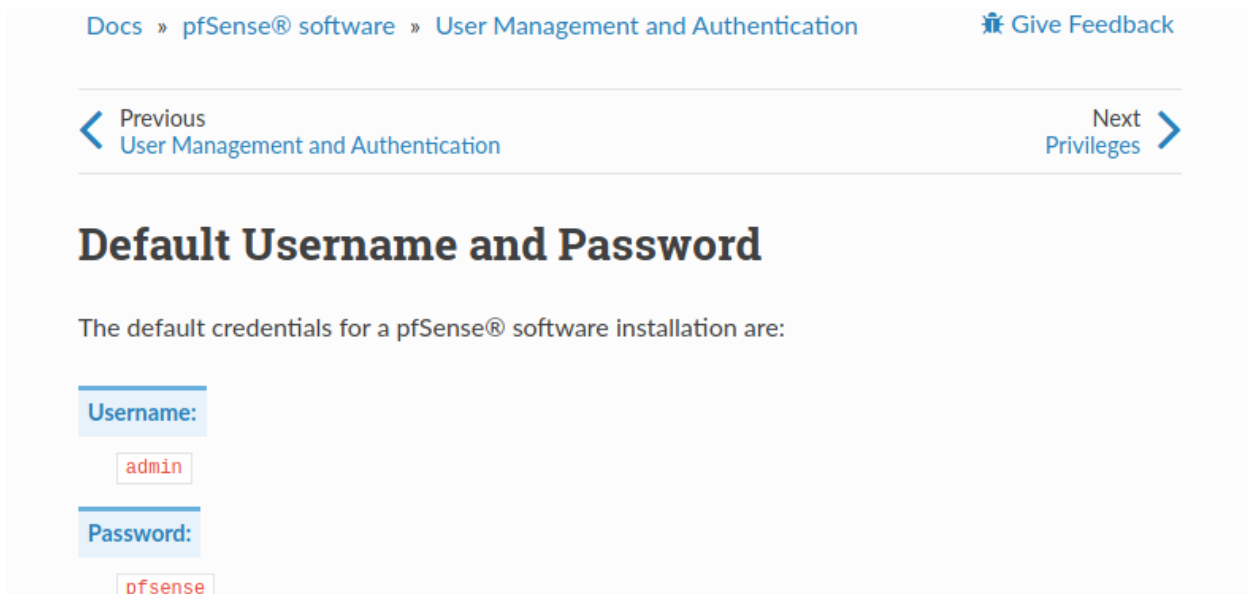 Docs » pfSense® software » User Management and Authentication Give Feedback
Previous Next
User Management and Authentication Privileges
Default Username and Password
The default credentials for a pfSense® software installation are:
Username:
admin
Password:
pfsense